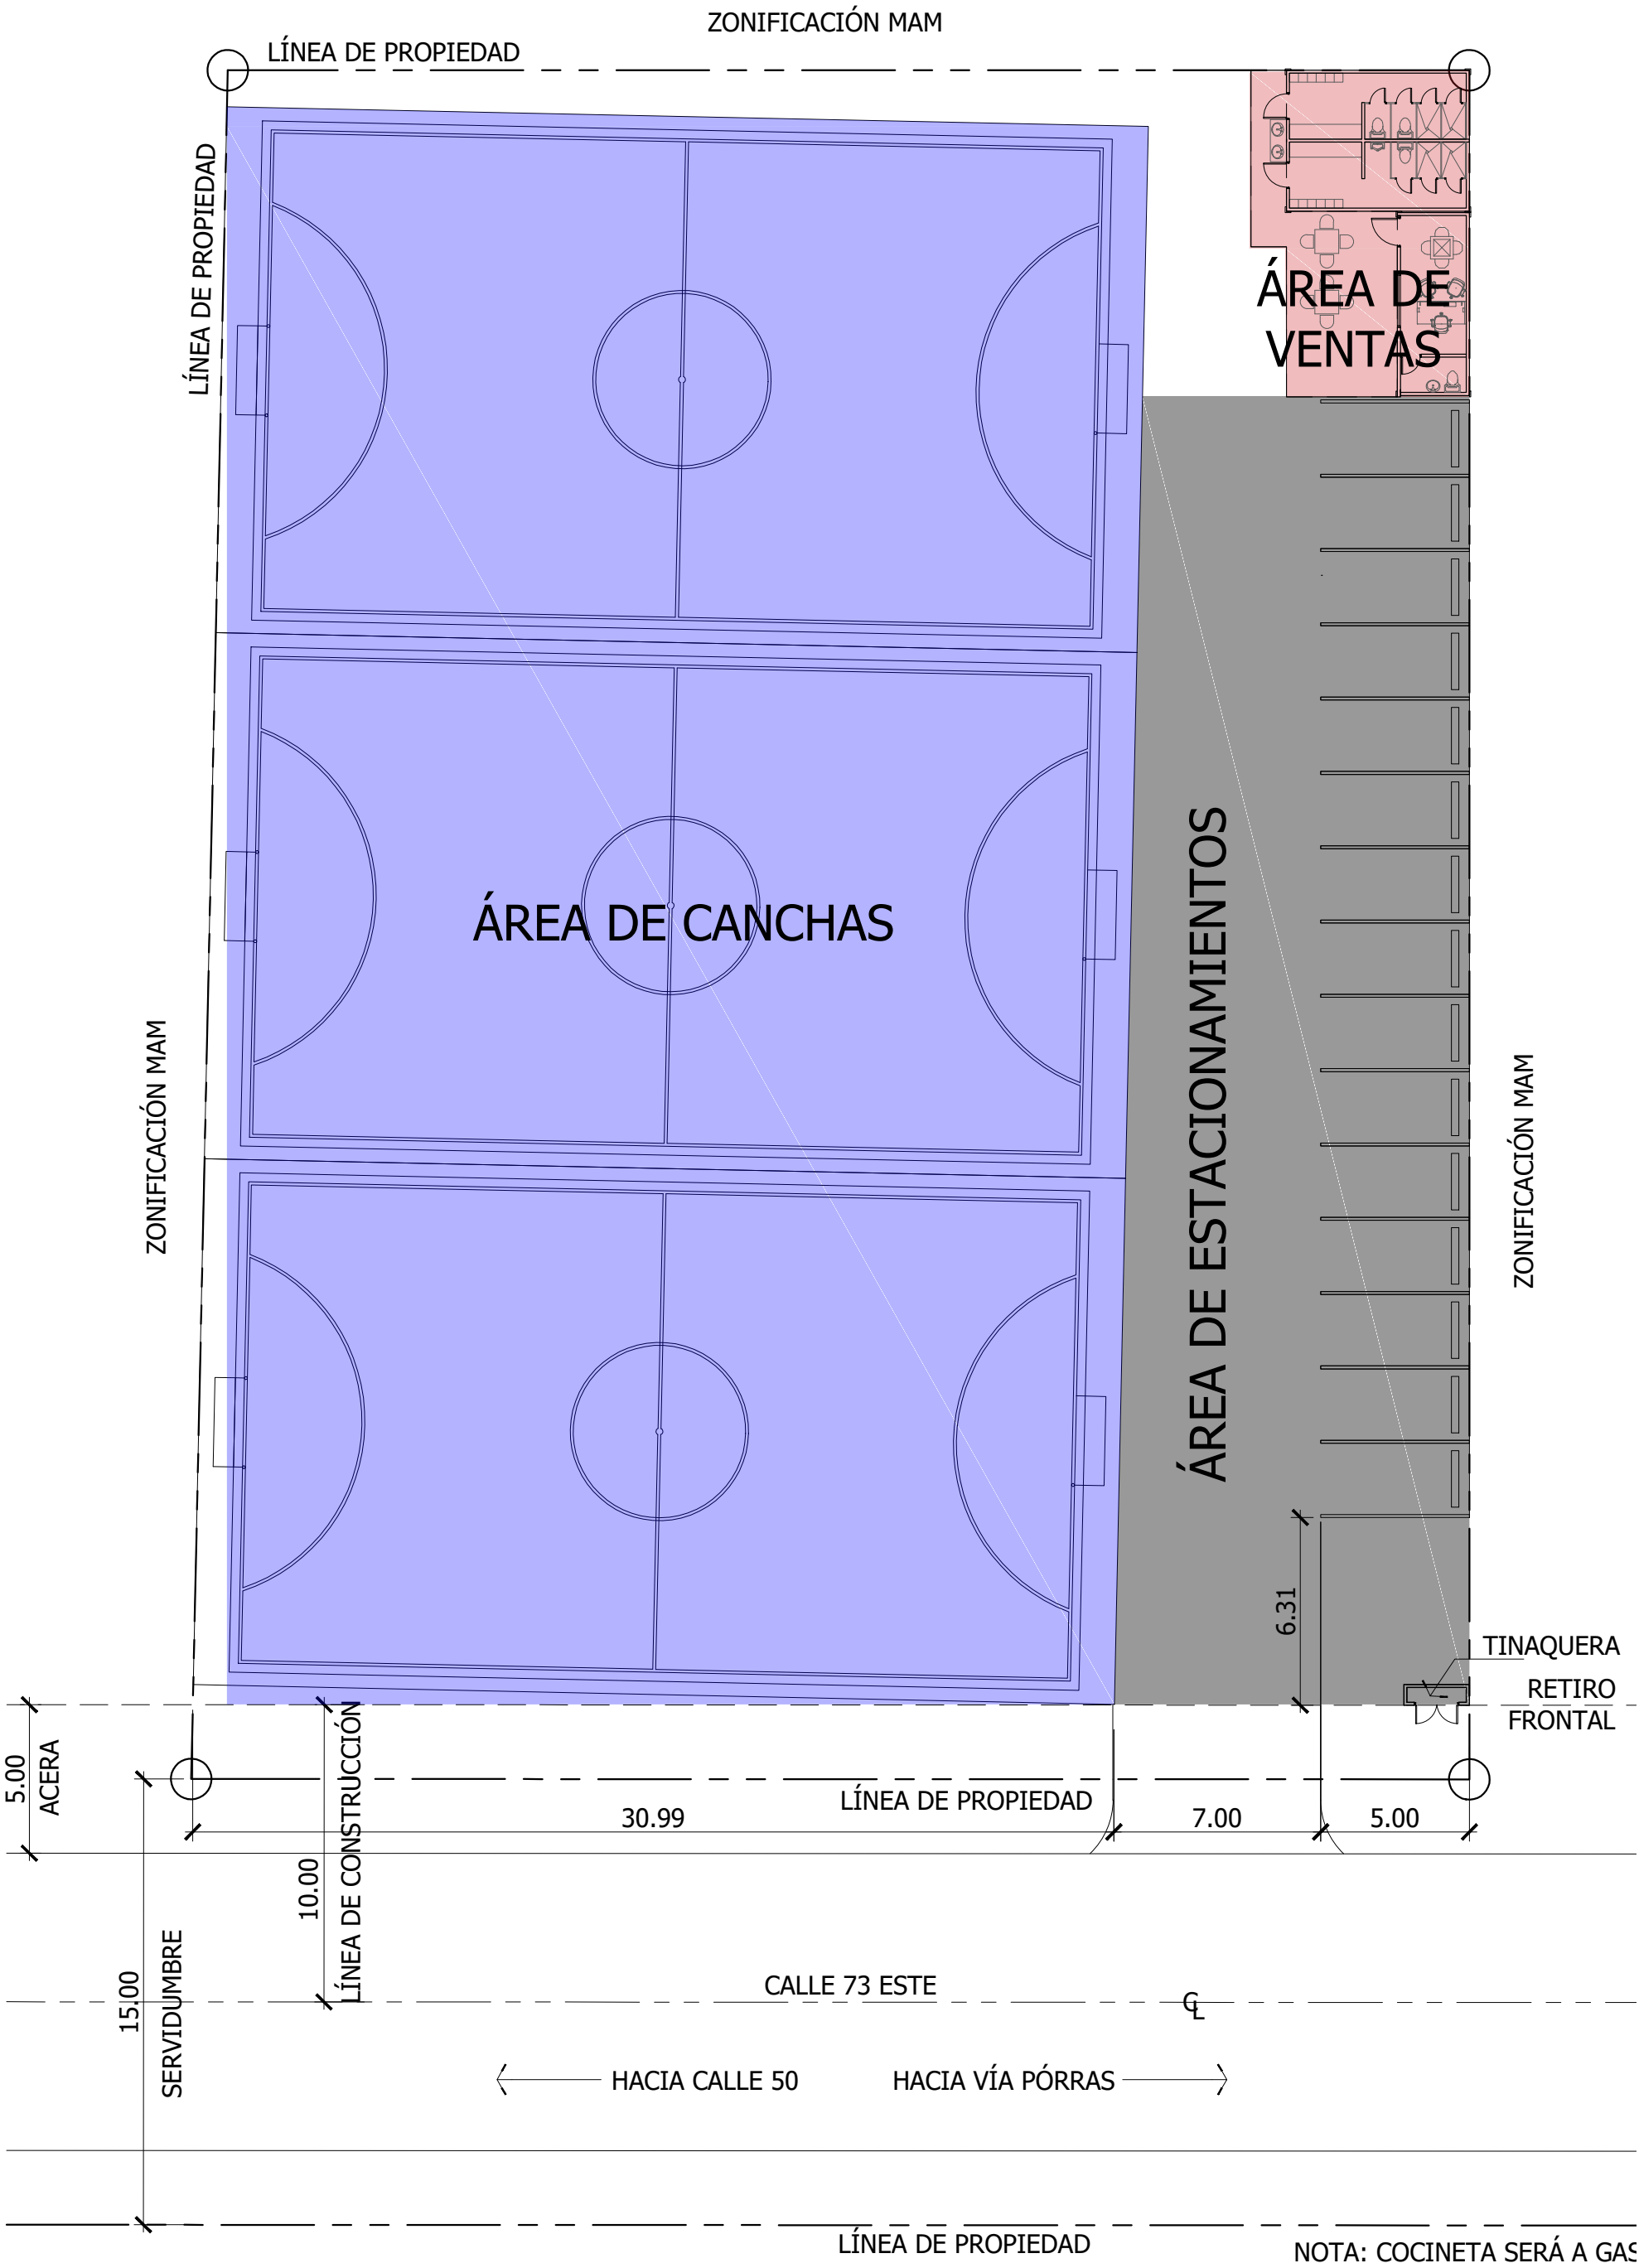 ZONIFICACIÓN MAM
LÍNEA DE PROPIEDAD
LÍNEA DE PROPIEDAD
ÁREA DE
VENTAS
ÁREA DE CANCHAS
ÁREA DE ESTACIONAMIENTOS
ZONIFICACIÓN MAM
ZONIFICACIÓN MAM
6.31
TINAQUERA
RETIRO
FRONTAL
5.00
ACERA
LÍNEA DE CONSTRUCCIÓN
10.00
LÍNEA DE PROPIEDAD
30.99
7.00
5.00
15.00
SERVIDUMBRE
CALLE 73 ESTE
CL
HACIA CALLE 50
HACIA VÍA PÓRRAS
LÍNEA DE PROPIEDAD
NOTA: COCINETA SERÁ A GAS